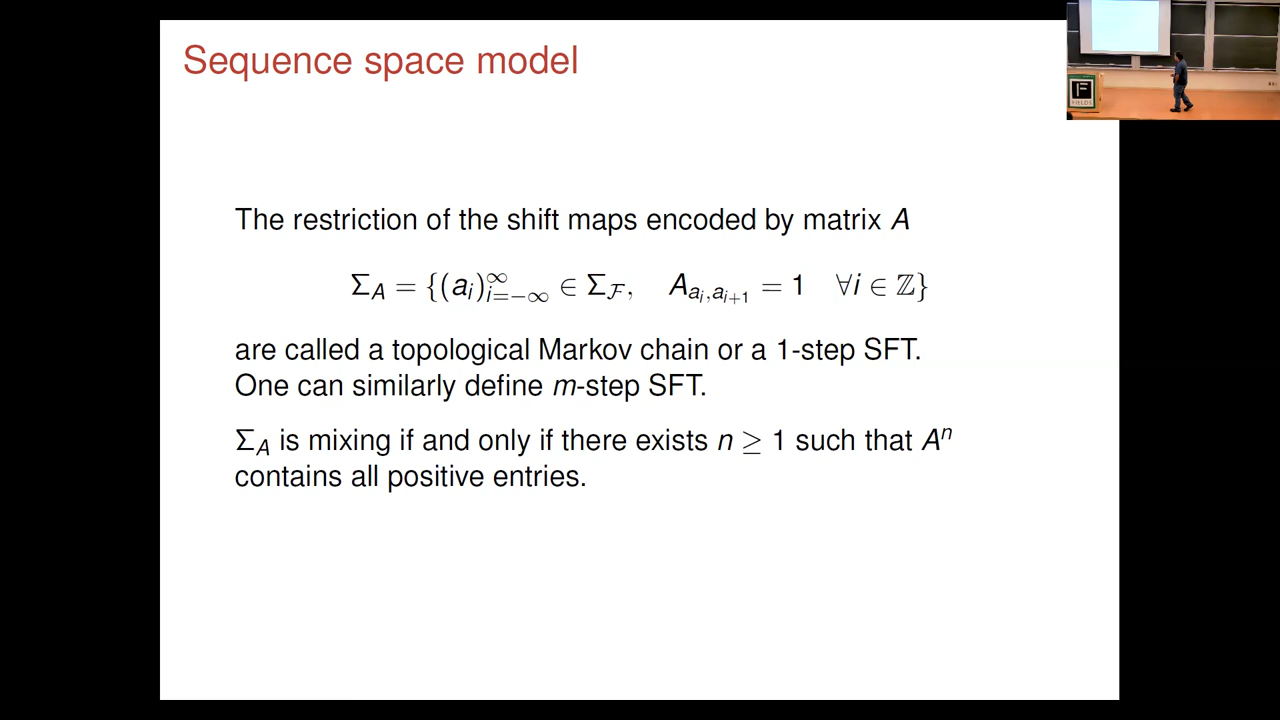 Sequence space model
The restriction of the shift maps encoded by matrix A
Σ_A = {(a_i)_{i=−∞}^∞ ∈ Σ_ℱ, A_{a_i,a_{i+1}} = 1 ∀i ∈ ℤ}
are called a topological Markov chain or a 1-step SFT.
One can similarly define m-step SFT.
Σ_A is mixing if and only if there exists n ≥ 1 such that A^n
contains all positive entries.
F
FIELDS